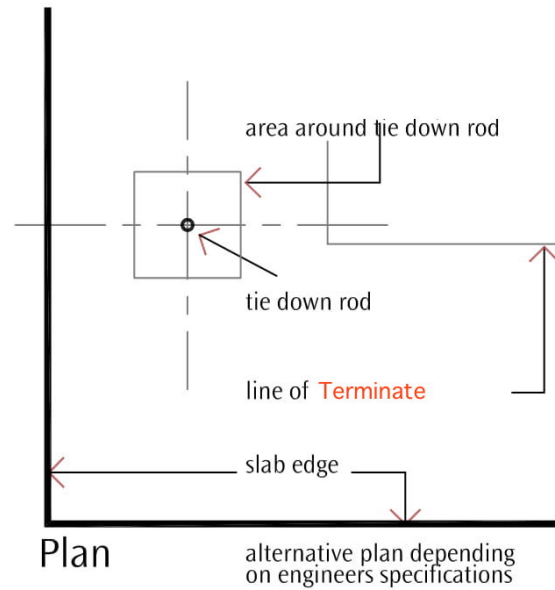 area around tie down rod
tie down rod
line of Terminate
slab edge
Plan
alternative plan depending
on engineers specifications